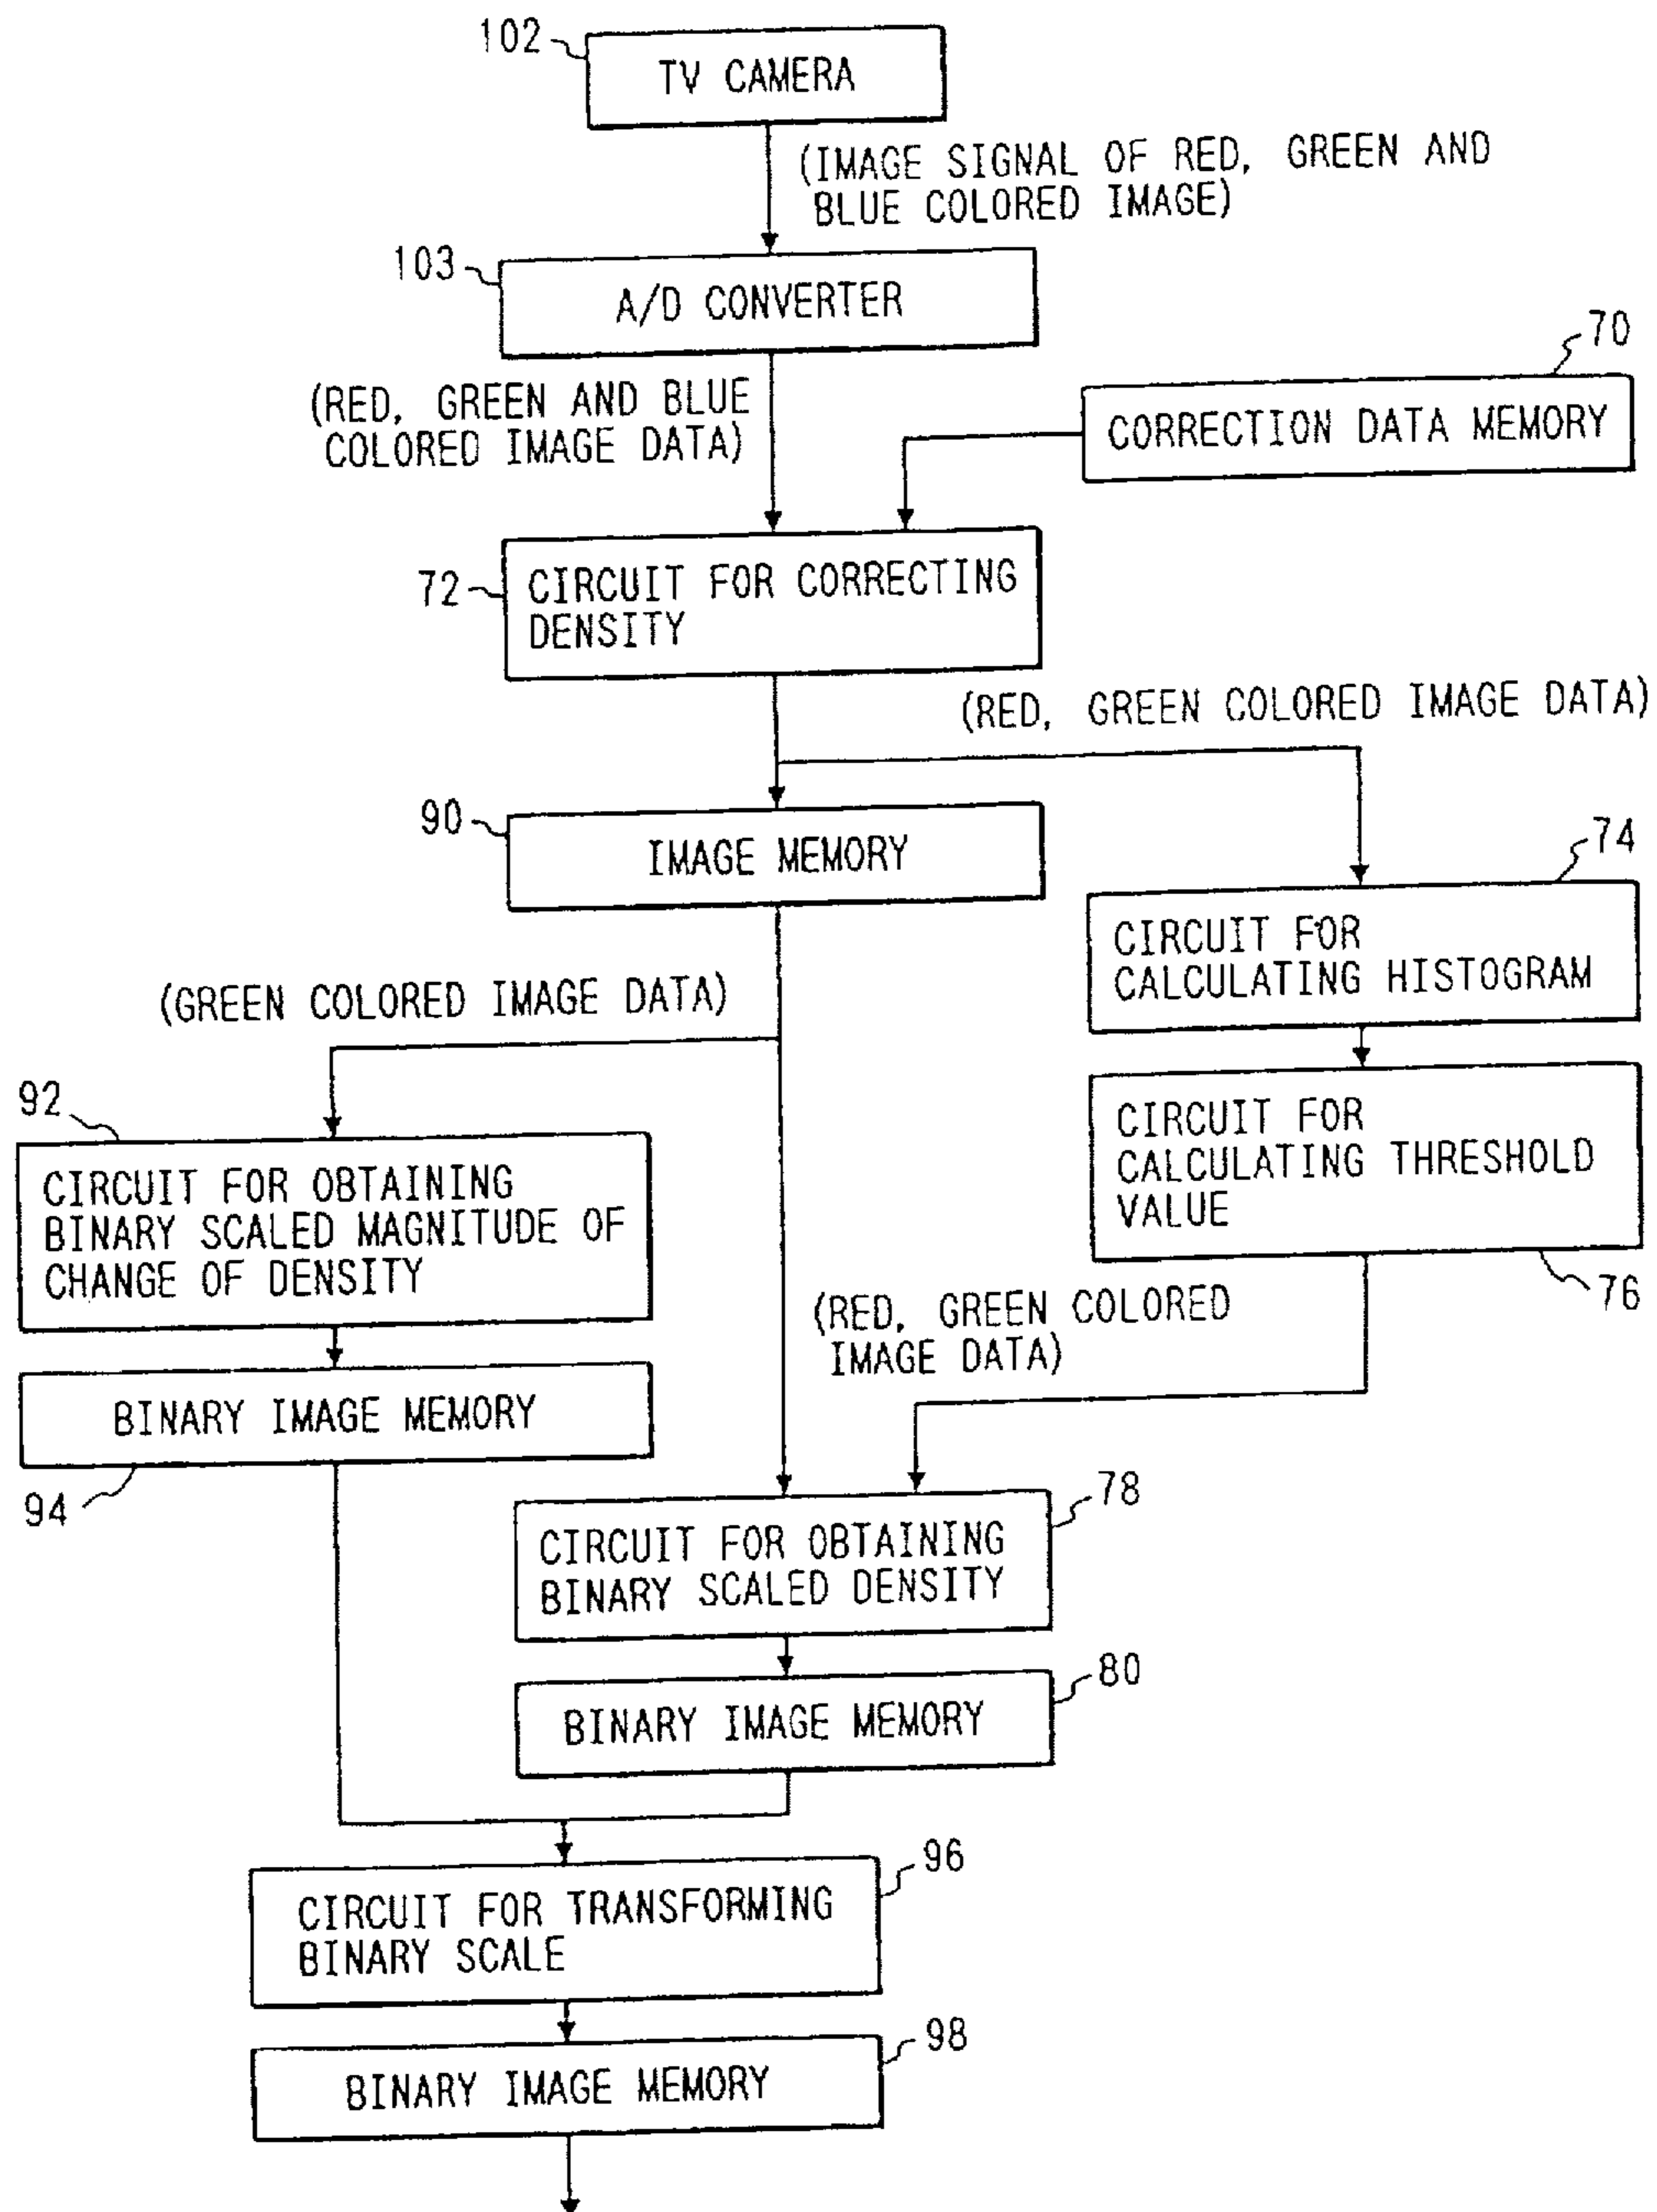 102
TV CAMERA
(IMAGE SIGNAL OF RED, GREEN AND
BLUE COLORED IMAGE)
103
A/D CONVERTER
70
(RED, GREEN AND BLUE
COLORED IMAGE DATA)
CORRECTION DATA MEMORY
72
CIRCUIT FOR CORRECTING
DENSITY
(RED, GREEN COLORED IMAGE DATA)
90
IMAGE MEMORY
74
CIRCUIT FOR
CALCULATING HISTOGRAM
(GREEN COLORED IMAGE DATA)
92
CIRCUIT FOR
CALCULATING THRESHOLD
VALUE
76
CIRCUIT FOR OBTAINING
BINARY SCALED MAGNITUDE OF
CHANGE OF DENSITY
(RED, GREEN COLORED
IMAGE DATA)
BINARY IMAGE MEMORY
94
78
CIRCUIT FOR OBTAINING
BINARY SCALED DENSITY
80
BINARY IMAGE MEMORY
96
CIRCUIT FOR TRANSFORMING
BINARY SCALE
98
BINARY IMAGE MEMORY